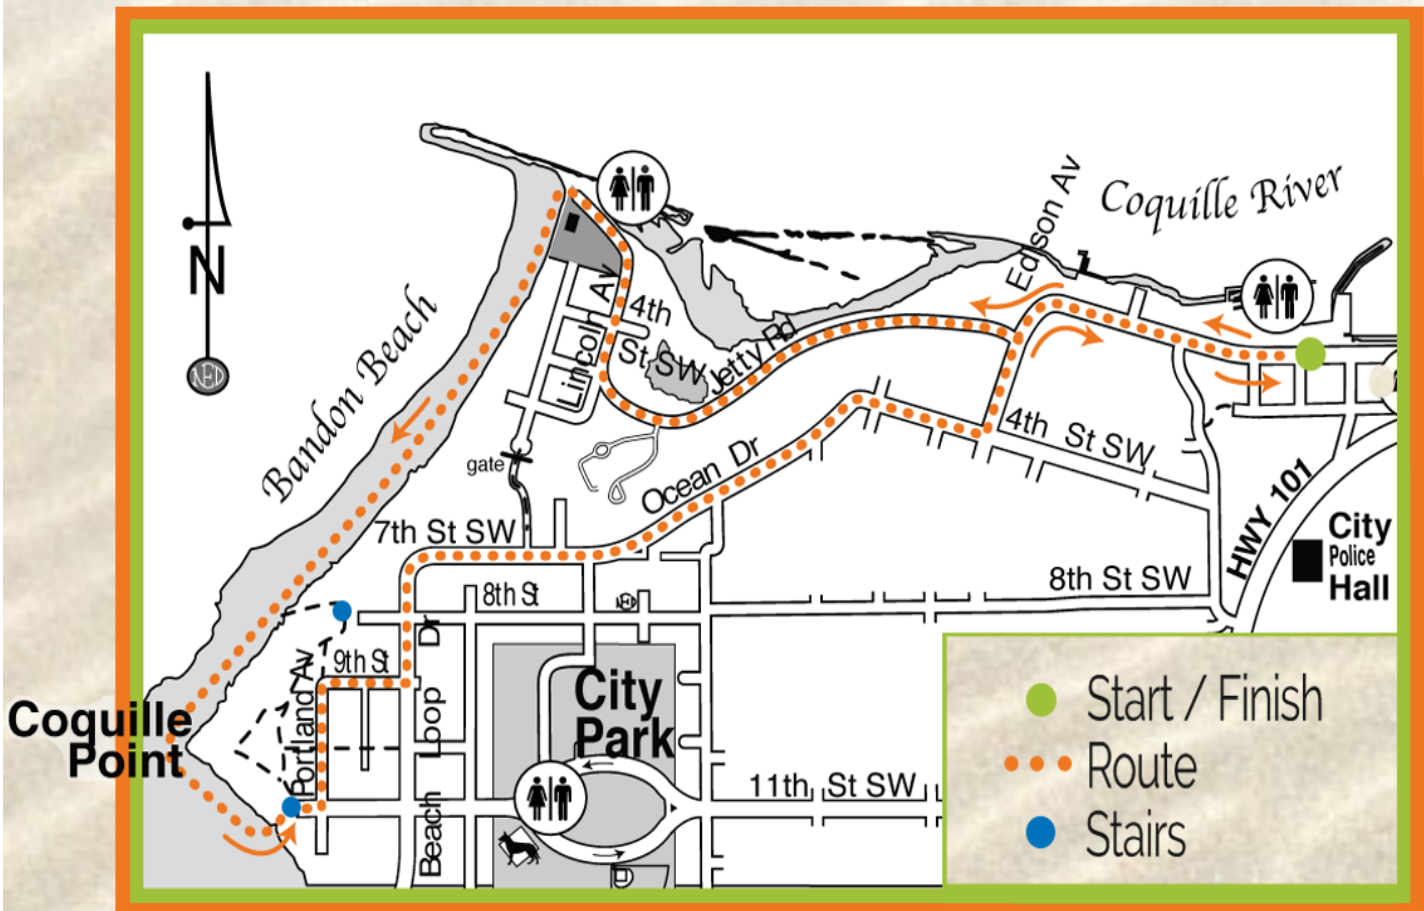 Edison Av
Coquille River
N
NED
Bandon Beach
Lincoln Av
4th
St SW
Jetty Rd
4th St SW
gate
Ocean Dr
HWY 101
City
Police
Hall
7th St SW
8th St
NED
8th St SW
9th St
Portland Av
Beach Loop Dr
City
Park
Coquille
Point
11th St SW
Start / Finish
Route
Stairs